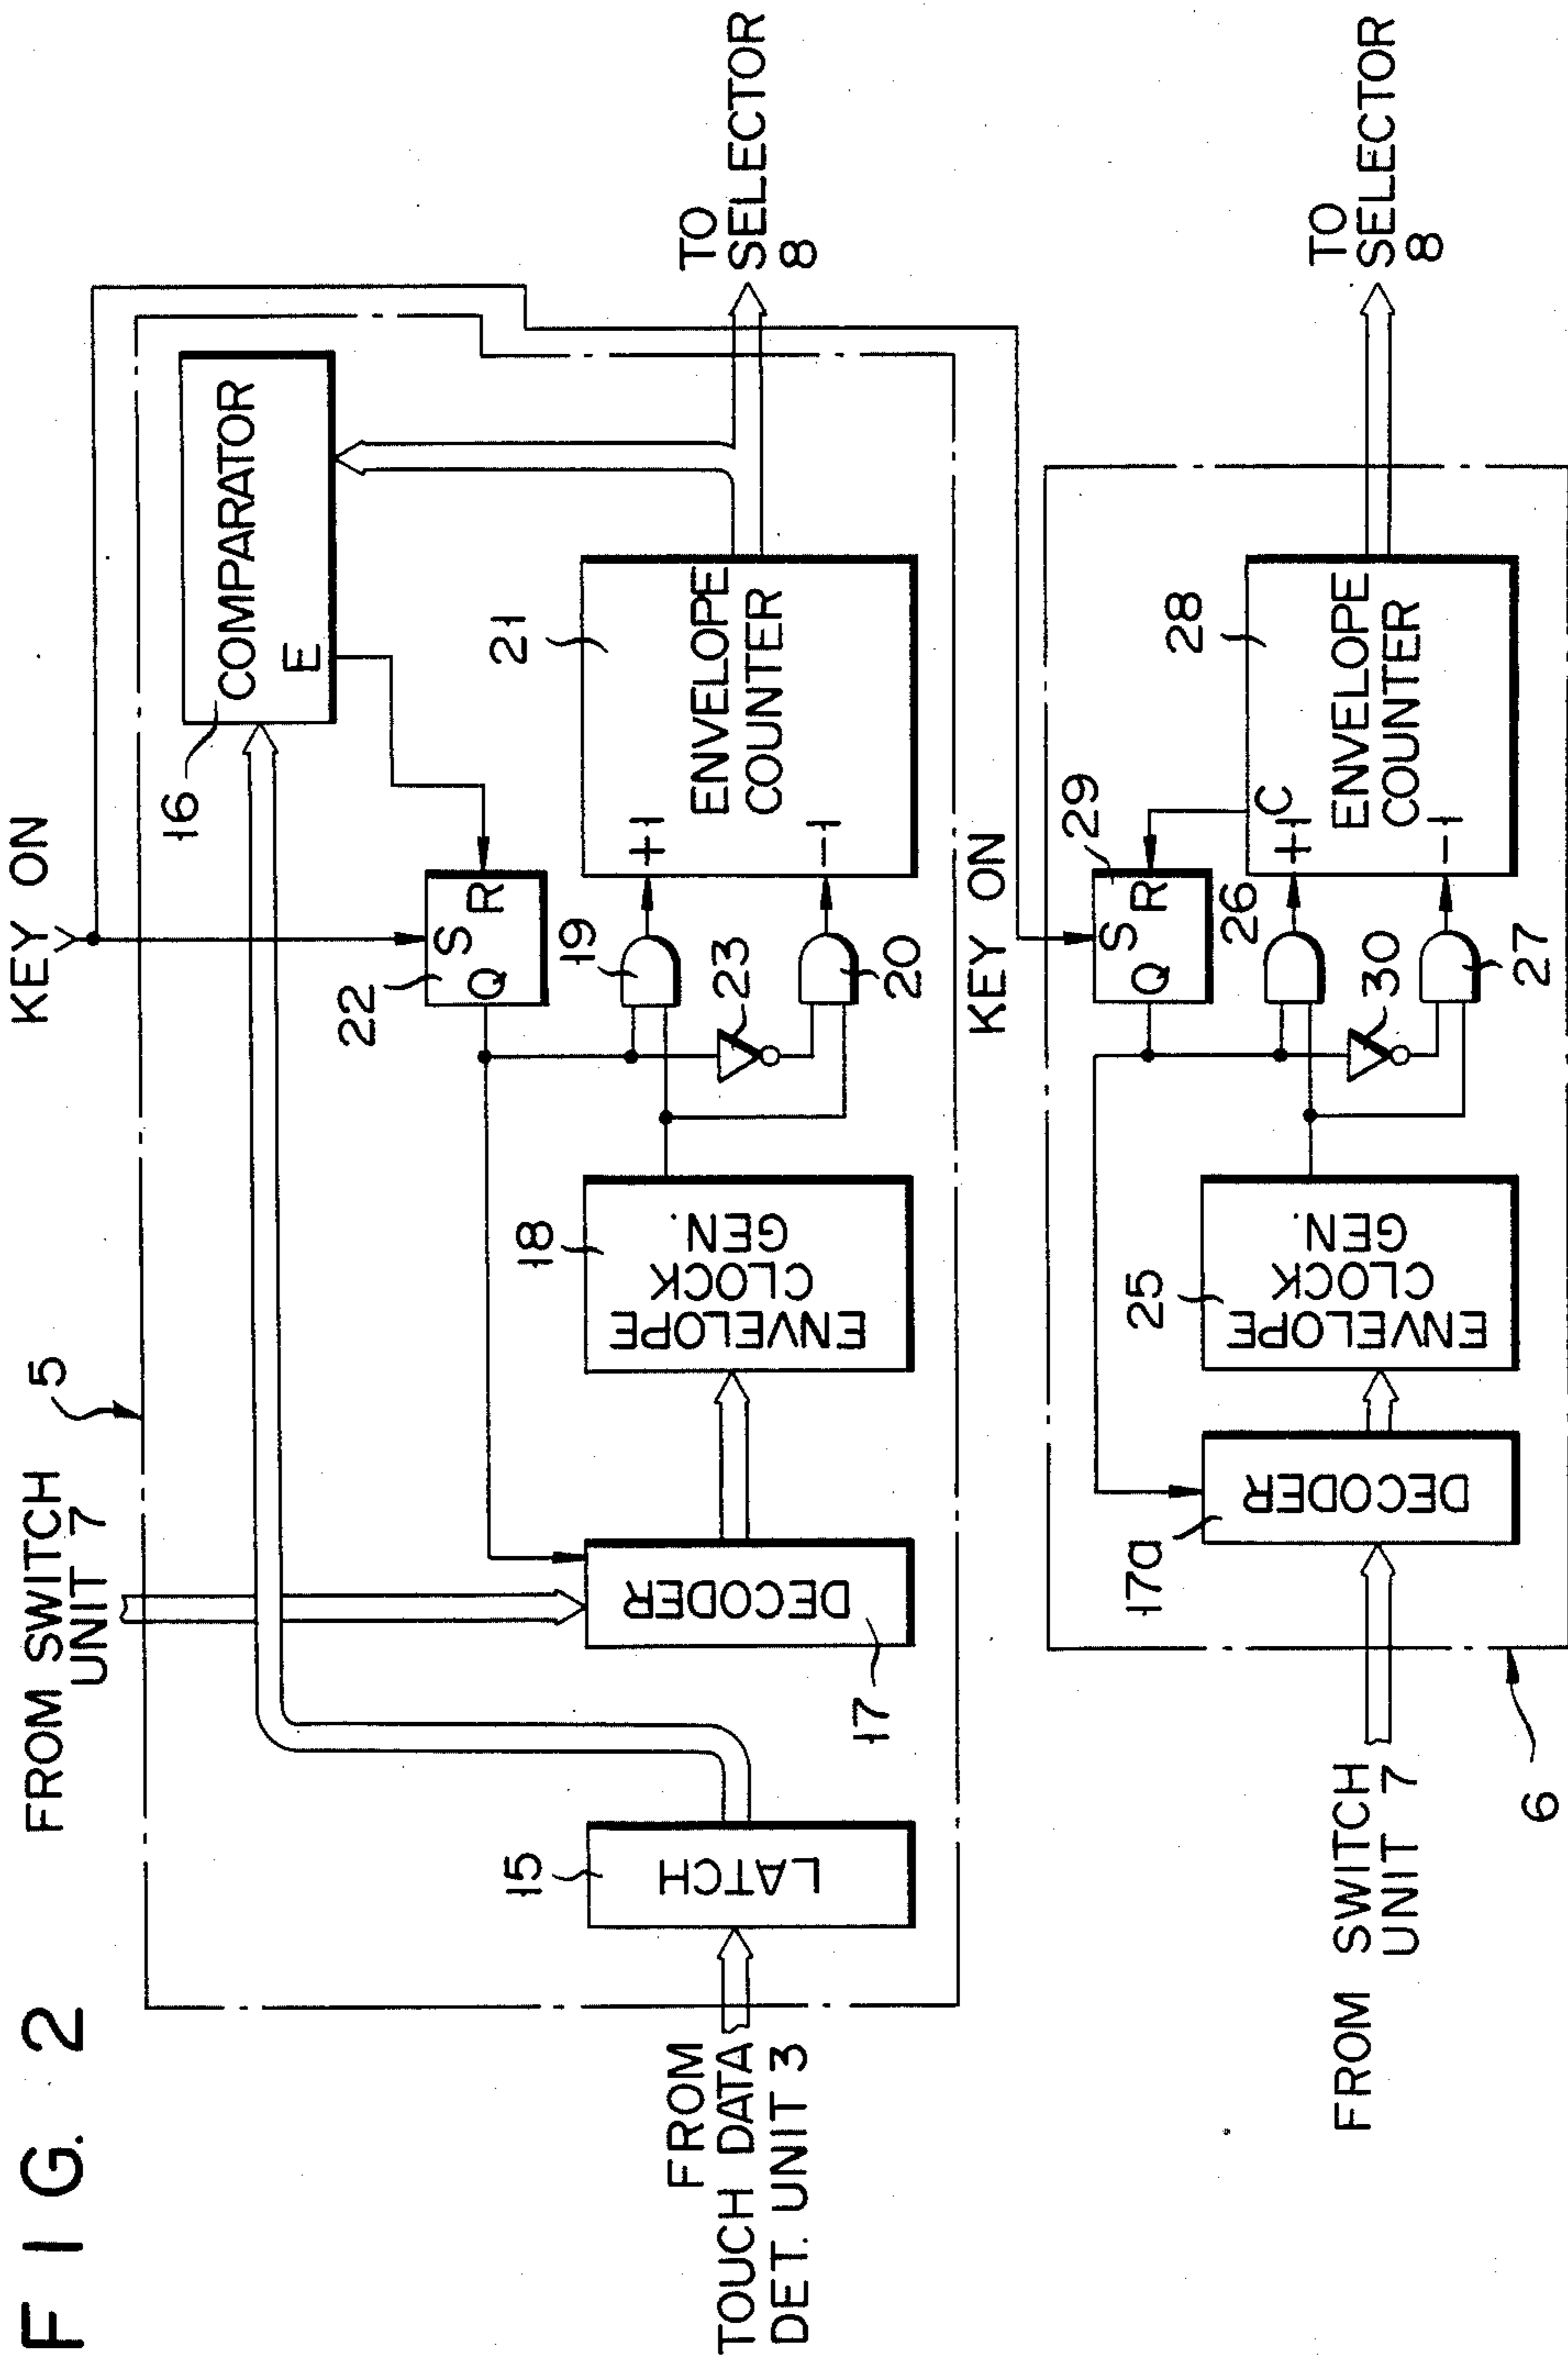 FIG. 2
FROM SWITCH
UNIT 7
5
KEY ON
16
COMPARATOR
E
22
S
R
Q
FROM
TOUCH DATA
DET. UNIT 3
15
LATCH
17
DECODER
18
ENVELOPE
CLOCK
GEN.
19
23
20
21
+1
-1
ENVELOPE
COUNTER
TO
SELECTOR
8
KEY ON
29
S
R
Q
FROM SWITCH
UNIT 7
6
17a
DECODER
25
ENVELOPE
CLOCK
GEN.
26
30
27
28
C
+1
-1
ENVELOPE
COUNTER
TO
SELECTOR
8